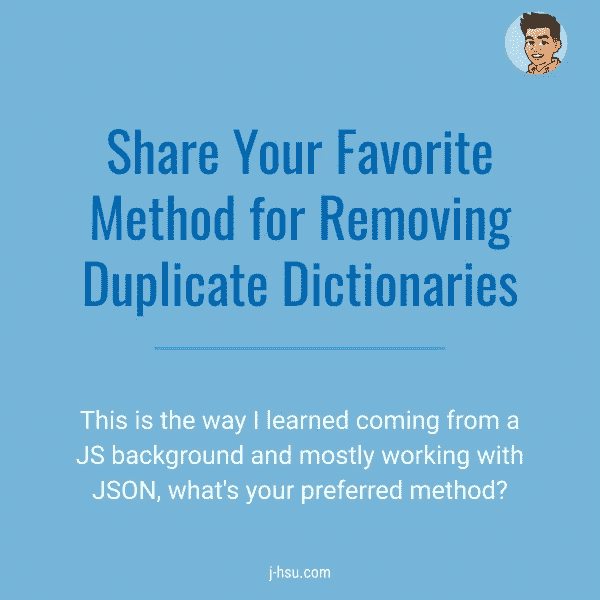 Share Your Favorite
Method for Removing
Duplicate Dictionaries
This is the way I learned coming from a
JS background and mostly working with
JSON, what's your preferred method?
j-hsu.com